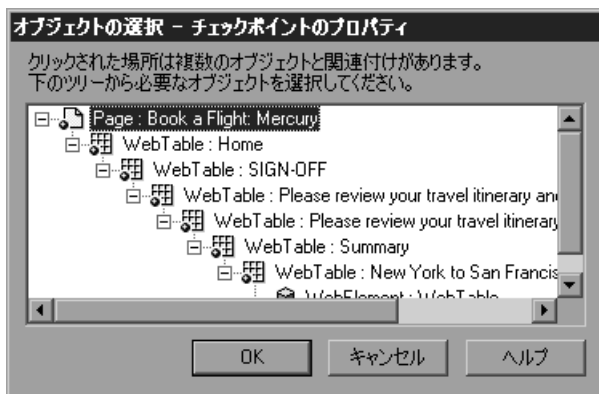 オブジェクトの選択 － チェックポイントのプロパティ
クリックされた場所は複数のオブジェクトと関連付けがあります。
下のツリーから必要なオブジェクトを選択してください。
Page : Book a Flight: Mercury
WebTable : Home
WebTable : SIGN-OFF
WebTable : Please review your travel itinerary and
WebTable : Please review your travel itinerary
WebTable : Summary
WebTable : New York to San Francis
WebElement : WebTable
OK
キャンセル
ヘルプ